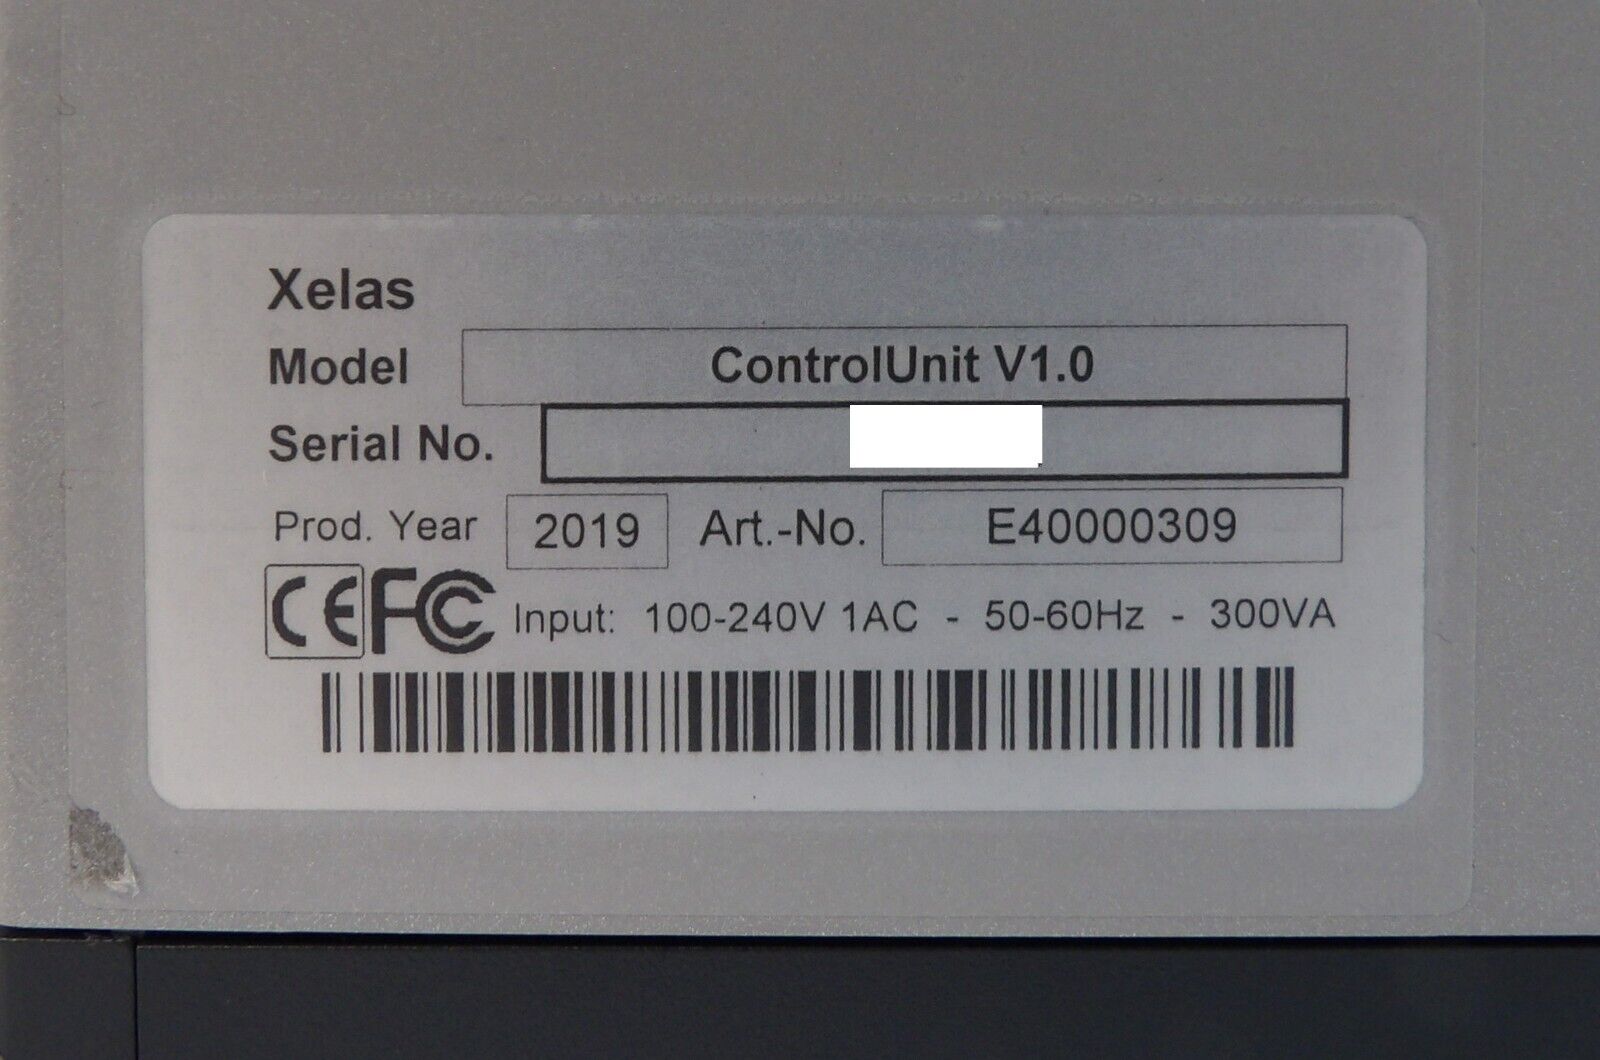 Xelas
Model ControlUnit V1.0
Serial No.
Prod. Year 2019 Art.-No. E40000309
CE FC Input: 100-240V 1AC - 50-60Hz - 300VA